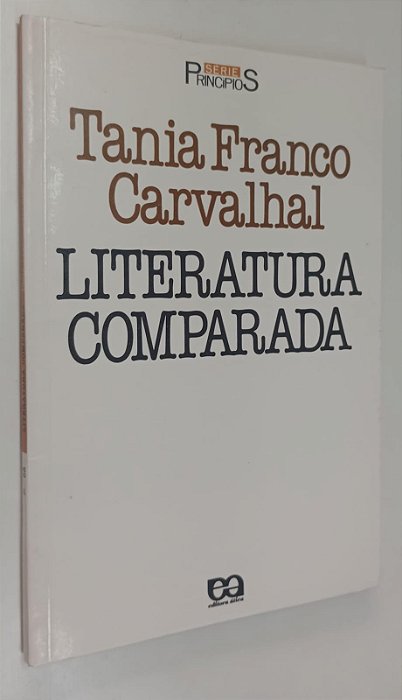 SÉRIE
PRINCÍPIOS
Tania Franco
Carvalhal
LITERATURA
COMPARADA
ea
editora ática